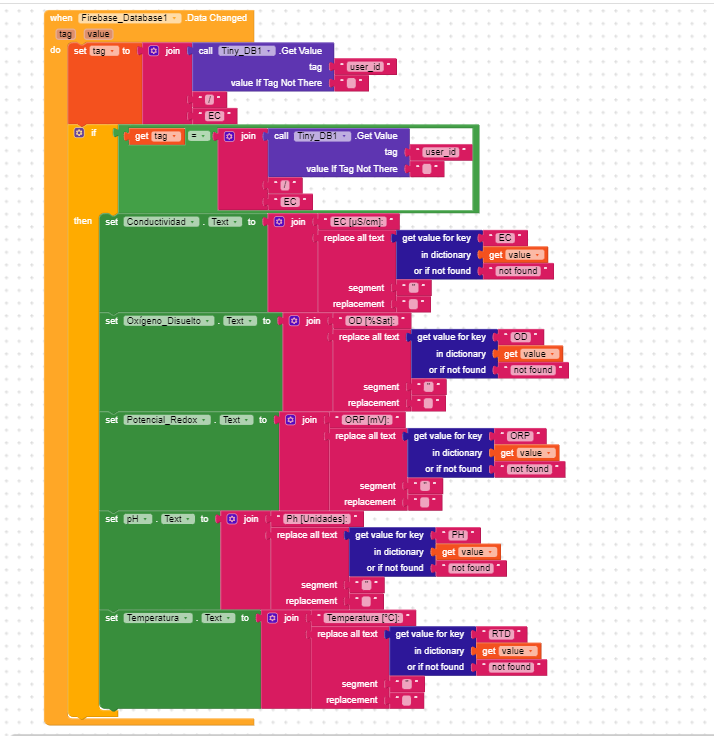 when Firebase_Database1 .Data Changed
tag value
do set tag to join call Tiny_DB1 .Get Value
tag " user_id "
value If Tag Not There " "
" / "
" EC "
if get tag = join call Tiny_DB1 .Get Value
tag " user_id "
value If Tag Not There " "
" / "
" EC "
then set Conductividad . Text to join " EC [µS/cm]: "
replace all text get value for key " EC "
in dictionary get value
or if not found " not found "
segment " " "
replacement " "
set Oxígeno_Disuelto . Text to join " OD [%Sat]: "
replace all text get value for key " OD "
in dictionary get value
or if not found " not found "
segment " " "
replacement " "
set Potencial_Redox . Text to join " ORP [mV]: "
replace all text get value for key " ORP "
in dictionary get value
or if not found " not found "
segment " " "
replacement " "
set pH . Text to join " Ph [Unidades]: "
replace all text get value for key " PH "
in dictionary get value
or if not found " not found "
segment " " "
replacement " "
set Temperatura . Text to join " Temperatura [°C]: "
replace all text get value for key " RTD "
in dictionary get value
or if not found " not found "
segment " " "
replacement " "